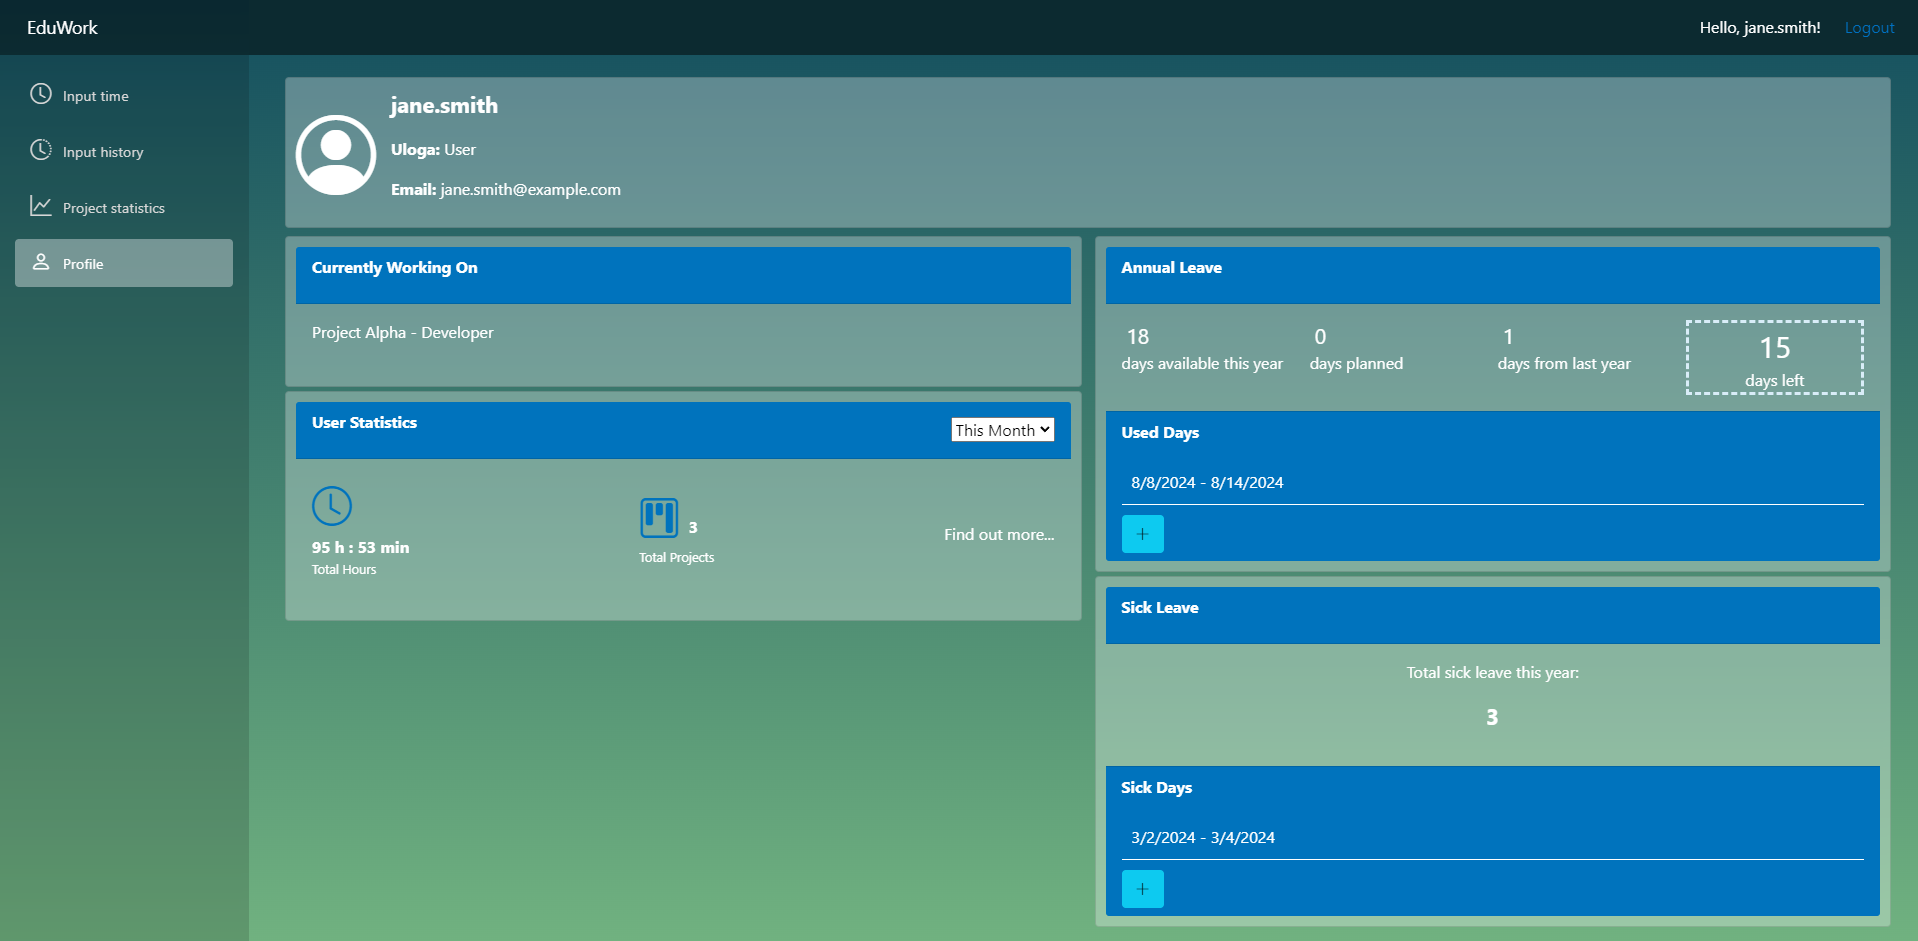 EduWork
Hello, jane.smith!
Logout
Input time
Input history
Project statistics
Profile
jane.smith
Uloga: User
Email: jane.smith@example.com
Currently Working On
Project Alpha - Developer
User Statistics
This Month
95 h : 53 min
Total Hours
3
Total Projects
Find out more...
Annual Leave
18
days available this year
0
days planned
1
days from last year
15
days left
Used Days
8/8/2024 - 8/14/2024
+
Sick Leave
Total sick leave this year:
3
Sick Days
3/2/2024 - 3/4/2024
+